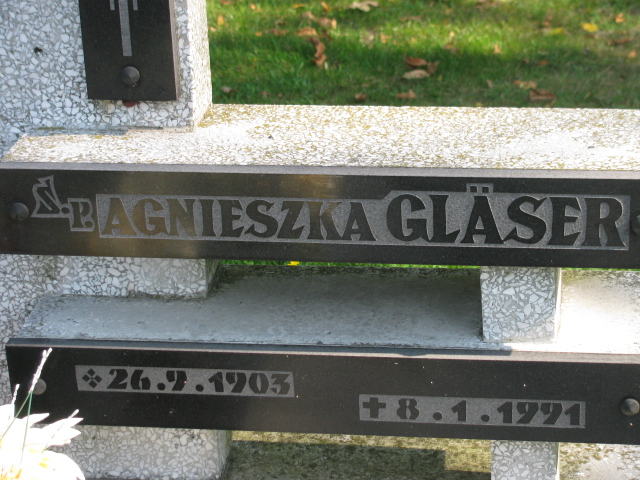 Ś.P. AGNIESZKA GLÄSER
❖26.9.1903
✝8.1.1991